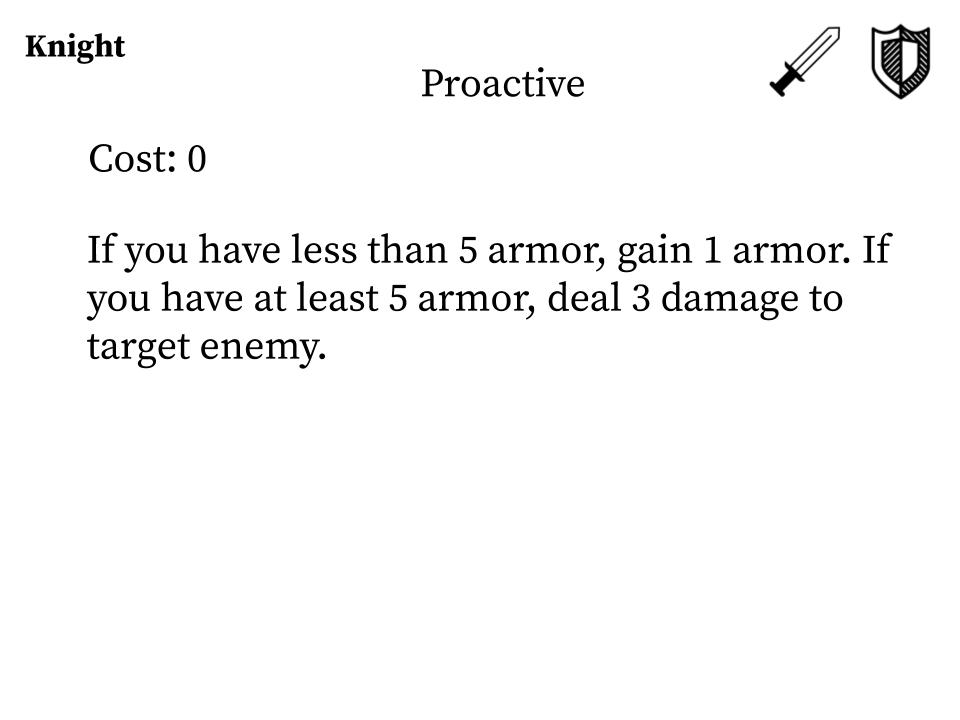 Knight
Proactive
Cost: 0
If you have less than 5 armor, gain 1 armor. If
you have at least 5 armor, deal 3 damage to
target enemy.